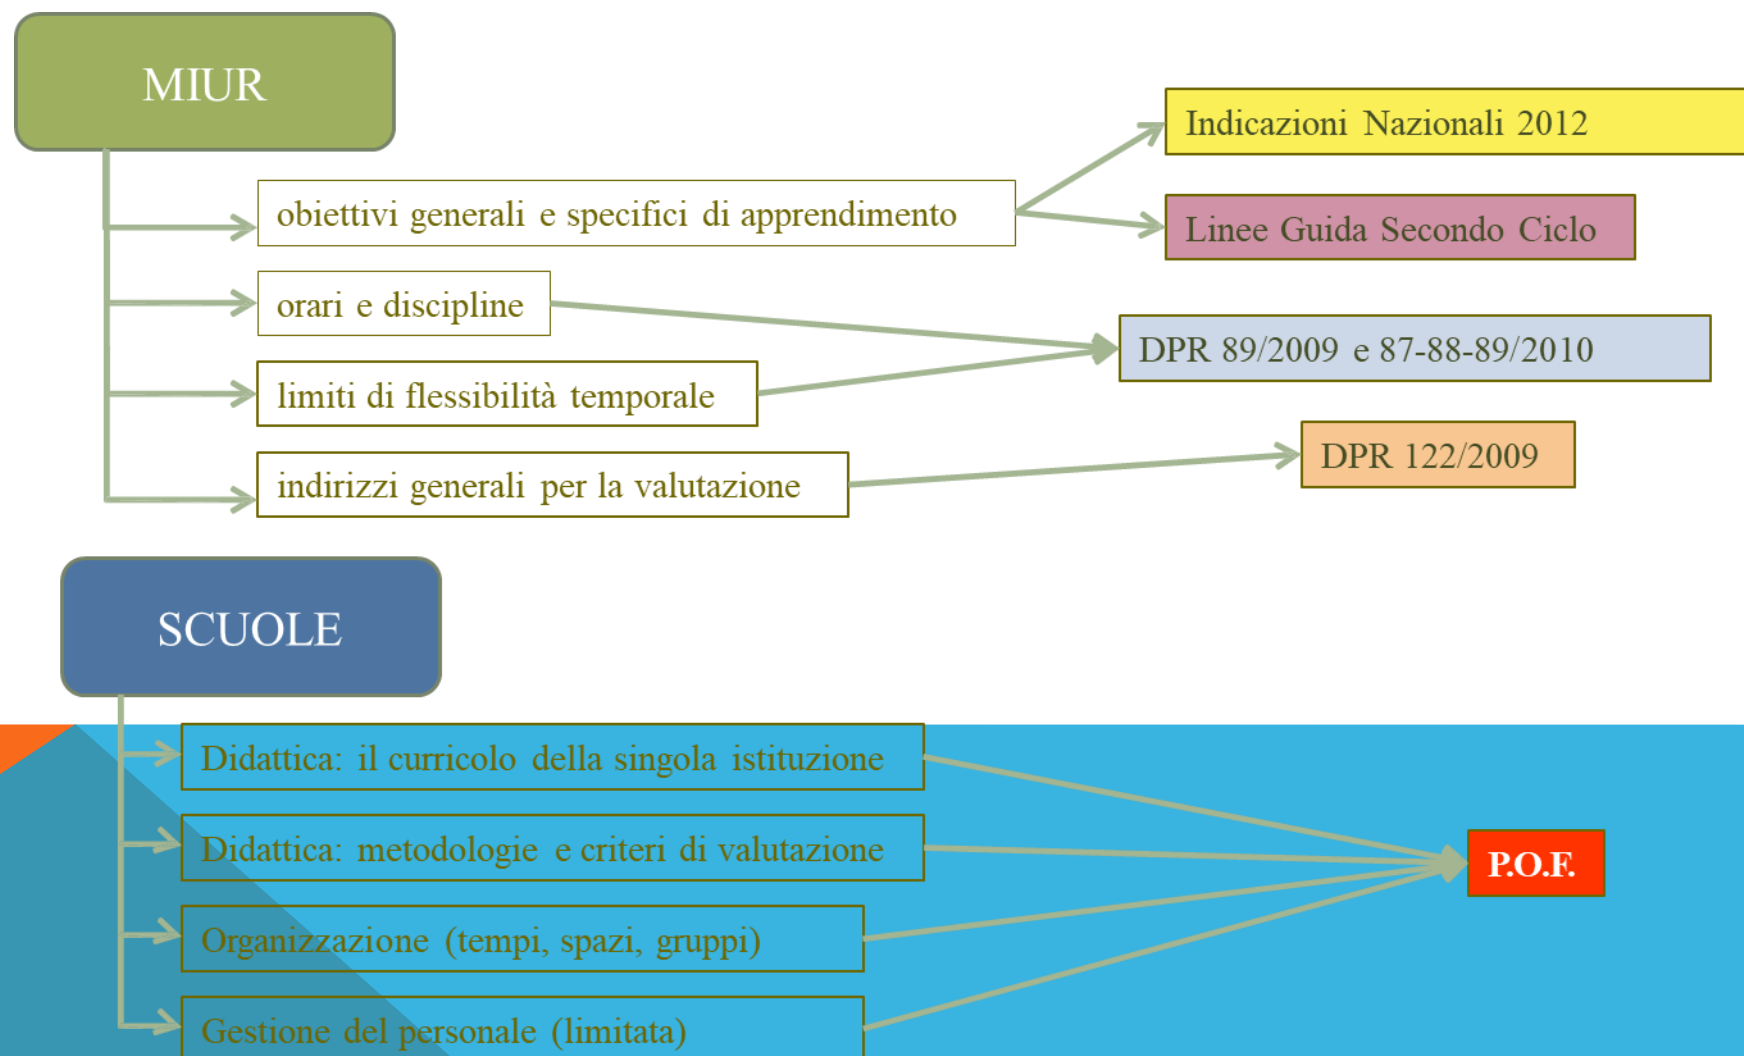 MIUR
Indicazioni Nazionali 2012
obiettivi generali e specifici di apprendimento
Linee Guida Secondo Ciclo
orari e discipline
DPR 89/2009 e 87-88-89/2010
limiti di flessibilità temporale
DPR 122/2009
indirizzi generali per la valutazione
SCUOLE
Didattica: il curricolo della singola istituzione
Didattica: metodologie e criteri di valutazione
P.O.F.
Organizzazione (tempi, spazi, gruppi)
Gestione del personale (limitata)